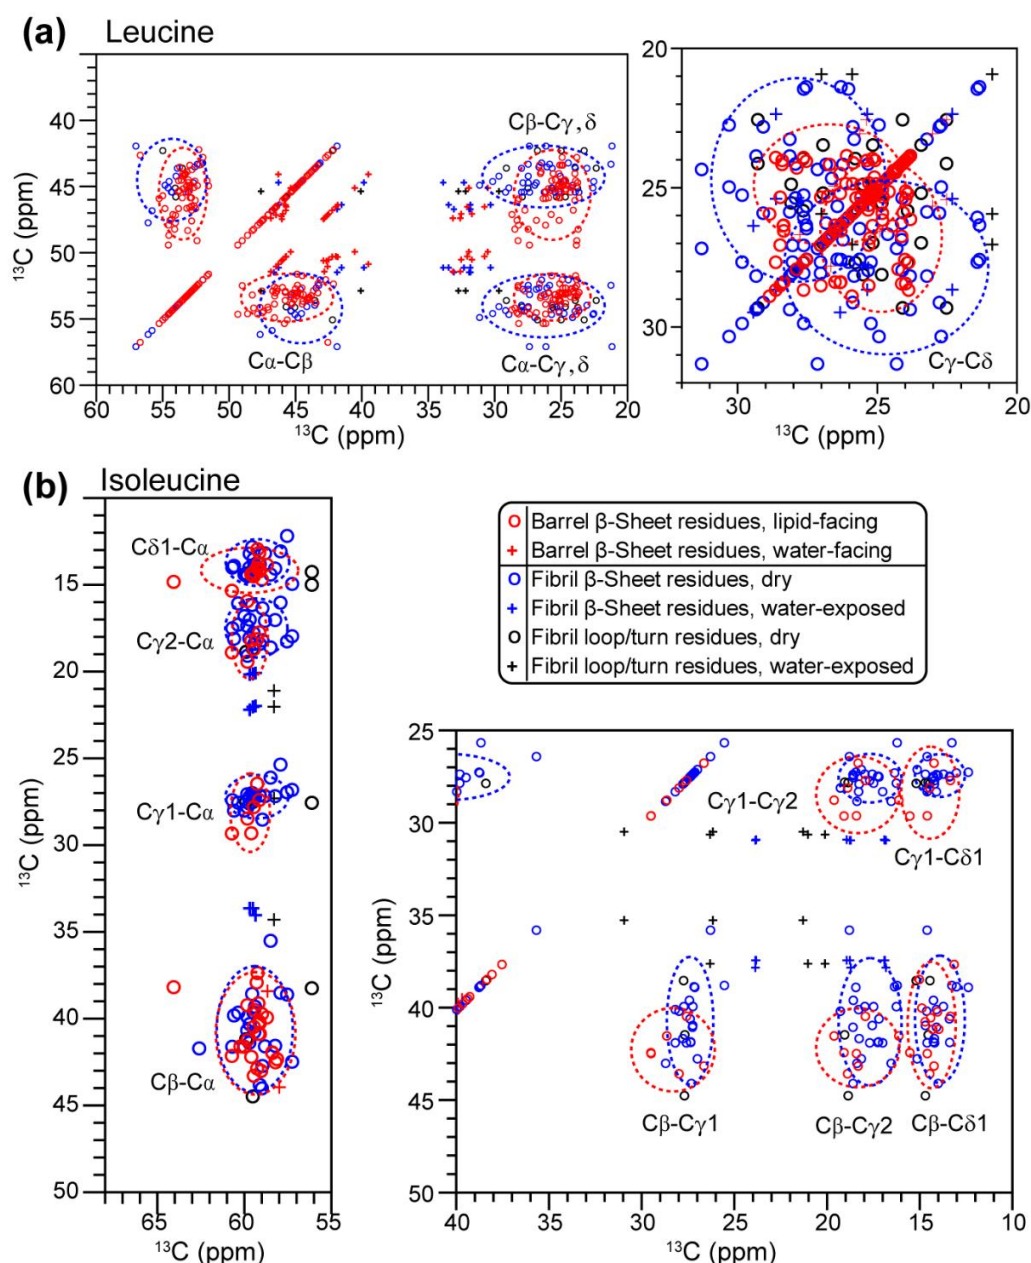 (a) Leucine
40
45
50
55
60
¹³C (ppm)
Cβ-Cγ,δ
Cα-Cβ
Cα-Cγ,δ
60 55 50 45 40 35 30 25 20
¹³C (ppm)
20
25
30
¹³C (ppm)
Cγ-Cδ
30 25 20
¹³C (ppm)
(b) Isoleucine
15
20
25
30
35
40
45
50
¹³C (ppm)
Cδ1-Cα
Cγ2-Cα
Cγ1-Cα
Cβ-Cα
65 60 55
¹³C (ppm)
Barrel β-Sheet residues, lipid-facing
Barrel β-Sheet residues, water-facing
Fibril β-Sheet residues, dry
Fibril β-Sheet residues, water-exposed
Fibril loop/turn residues, dry
Fibril loop/turn residues, water-exposed
25
30
35
40
45
50
¹³C (ppm)
Cγ1-Cγ2
Cγ1-Cδ1
Cβ-Cγ1
Cβ-Cγ2
Cβ-Cδ1
40 35 30 25 20 15 10
¹³C (ppm)